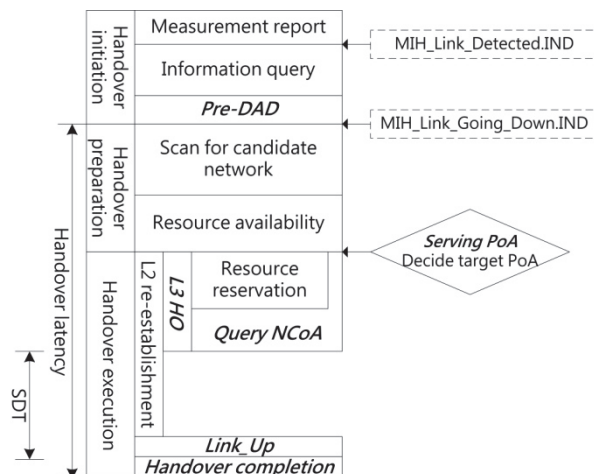 Handover
initiation
Measurement report
MIH_Link_Detected.IND
Information query
Pre-DAD
MIH_Link_Going_Down.IND
Handover
preparation
Scan for candidate
network
Resource availability
Serving PoA
Decide target PoA
Handover latency
SDT
Handover execution
L2 re-establishment
L3 HO
Resource
reservation
Query NCoA
Link_Up
Handover completion